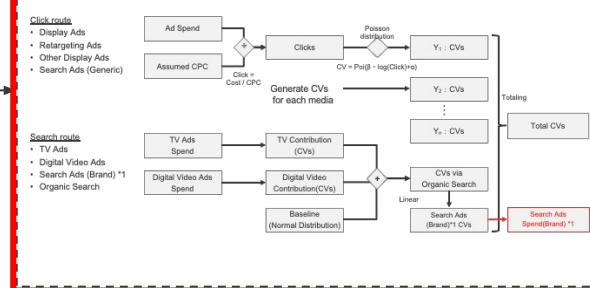 Click route
• Display Ads
• Retargeting Ads
• Other Display Ads
• Search Ads (Generic)
Ad Spend
Assumed CPC
÷
Click =
Cost / CPC
Clicks
Poisson
distribution
CV = Poi(β・log(Click)+α)
Y₁ : CVs
Generate CVs
for each media
Y₂ : CVs
⋮
Yₙ : CVs
Totaling
Total CVs
Search route
• TV Ads
• Digital Video Ads
• Search Ads (Brand) *1
• Organic Search
TV Ads
Spend
TV Contribution
(CVs)
Digital Video Ads
Spend
Digital Video
Contribution(CVs)
Baseline
(Normal Distribution)
+
CVs via
Organic Search
Linear
Search Ads
(Brand)*1 CVs
Search Ads
Spend(Brand) *1